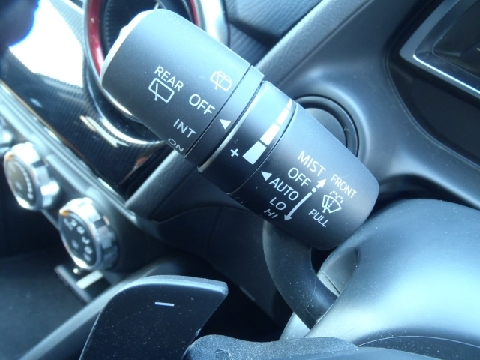 REAR
OFF
INT
ON
+
MIST
FRONT
OFF
AUTO
LO
HI
PULL
−